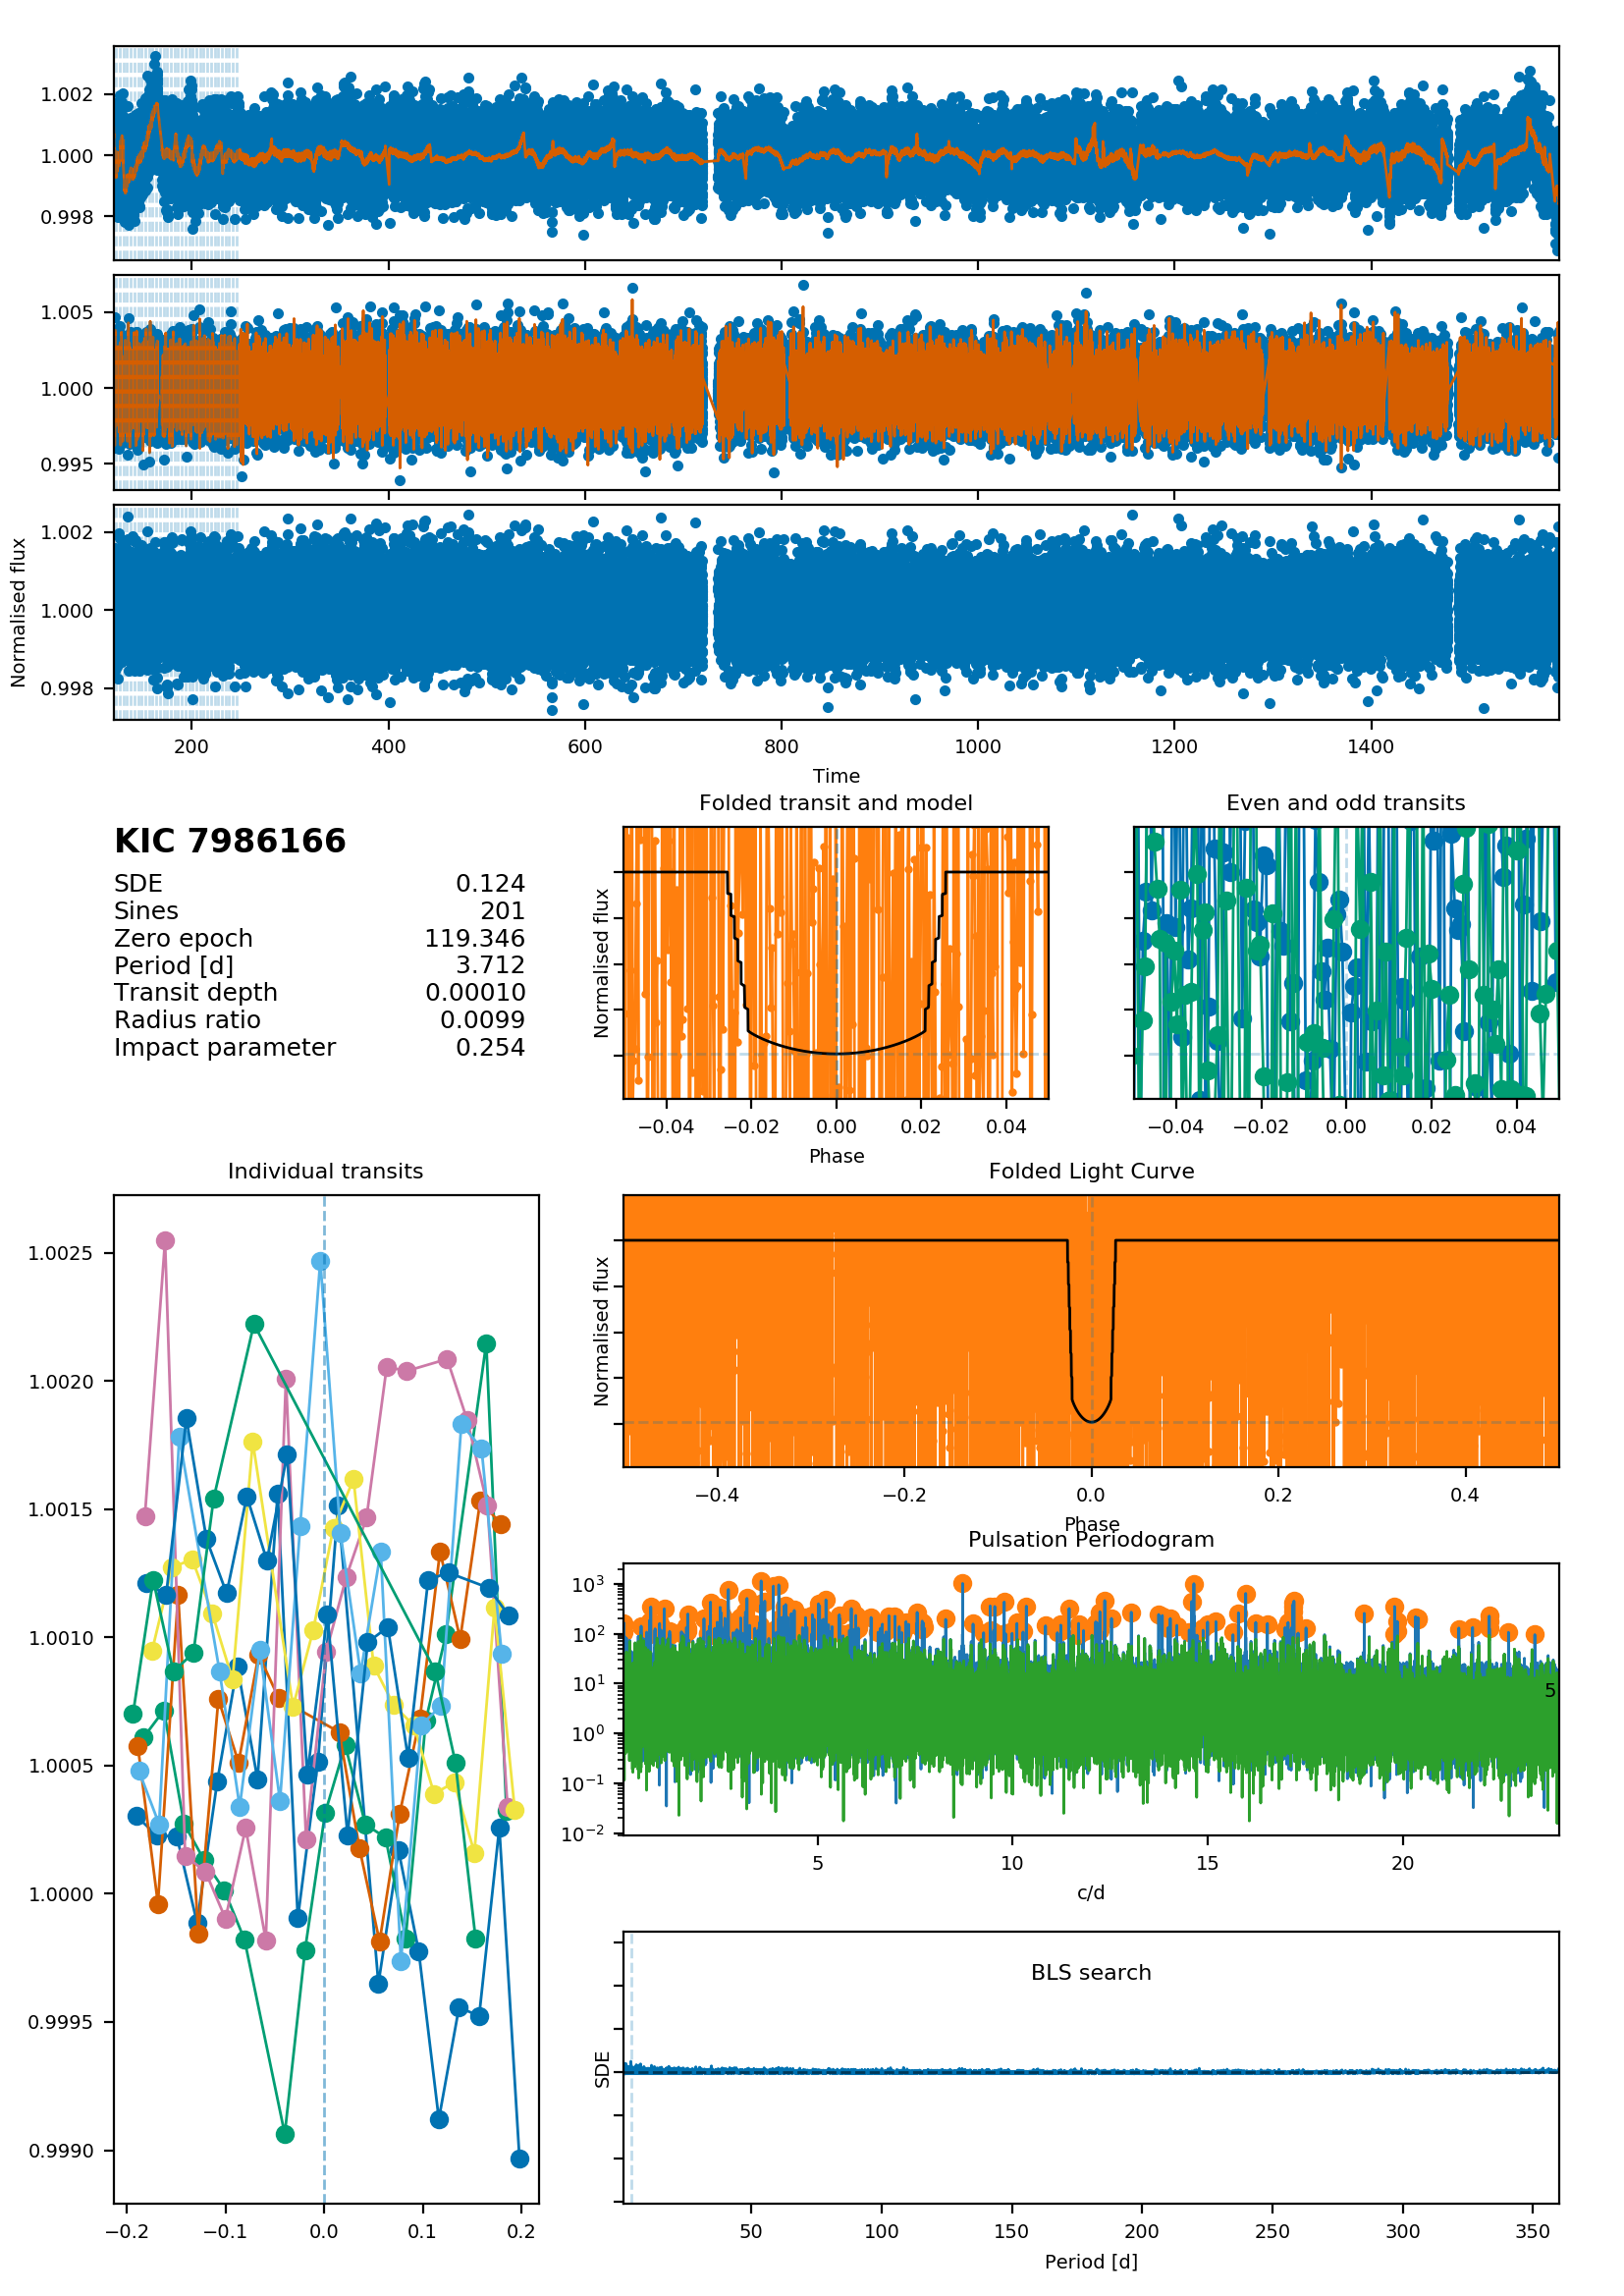 1.002
1.000
0.998
1.005
1.000
0.995
1.002
1.000
0.998
Normalised flux
200 400 600 800 1000 1200 1400
Time
KIC 7986166
SDE 0.124
Sines 201
Zero epoch 119.346
Period [d] 3.712
Transit depth 0.00010
Radius ratio 0.0099
Impact parameter 0.254
Folded transit and model
Normalised flux
−0.04 −0.02 0.00 0.02 0.04
Phase
Even and odd transits
−0.04 −0.02 0.00 0.02 0.04
Individual transits
1.0025
1.0020
1.0015
1.0010
1.0005
1.0000
0.9995
0.9990
−0.2 −0.1 0.0 0.1 0.2
Folded Light Curve
Normalised flux
−0.4 −0.2 0.0 0.2 0.4
Phase
Pulsation Periodogram
10³
10²
10¹
10⁰
10⁻¹
10⁻²
5
5 10 15 20
c/d
BLS search
SDE
50 100 150 200 250 300 350
Period [d]